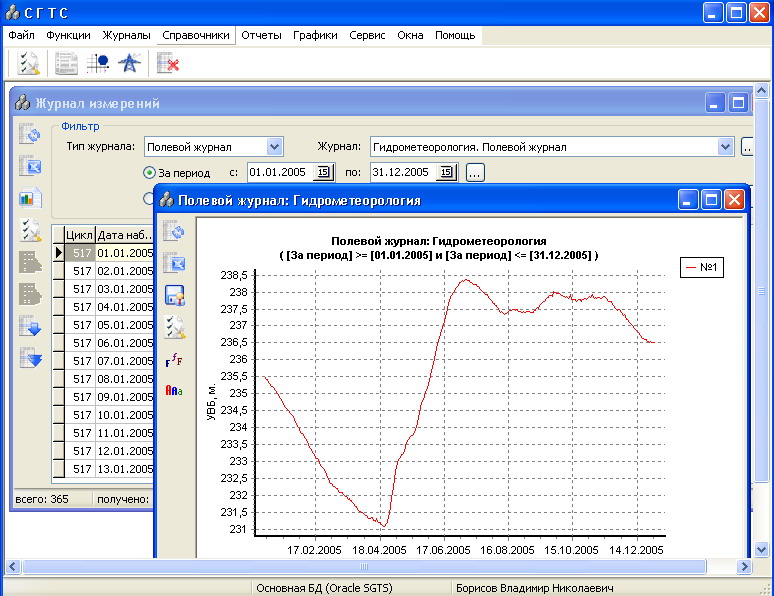 СГТС
Файл Функции Журналы Справочники Отчеты Графики Сервис Окна Помощь
Журнал измерений
Фильтр
Тип журнала: Полевой журнал Журнал: Гидрометеорология. Полевой журнал ...
За период с: 01.01.2005 15 по: 31.12.2005 15 ...
Цикл Дата наб..
517 01.01.2005
517 02.01.2005
517 03.01.2005
517 04.01.2005
517 05.01.2005
517 06.01.2005
517 07.01.2005
517 08.01.2005
517 09.01.2005
517 10.01.2005
517 11.01.2005
517 12.01.2005
517 13.01.2005
всего: 365 получено:
Полевой журнал: Гидрометеорология
FfF
AAa
Полевой журнал: Гидрометеорология
( [За период] >= [01.01.2005] и [За период] <= [31.12.2005] )
№1
УВБ, м.
238,5
238
237,5
237
236,5
236
235,5
235
234,5
234
233,5
233
232,5
232
231,5
231
17.02.2005 18.04.2005 17.06.2005 16.08.2005 15.10.2005 14.12.2005
Основная БД (Oracle SGTS) Борисов Владимир Николаевич